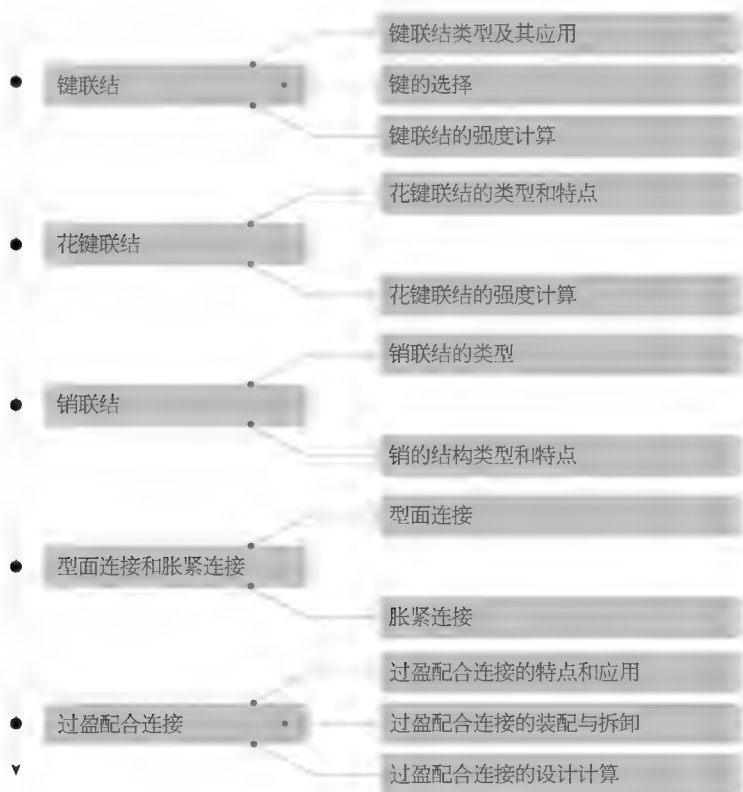 键联结类型及其应用
键联结
键的选择
键联结的强度计算
花键联结的类型和特点
花键联结
花键联结的强度计算
销联结的类型
销联结
销的结构类型和特点
型面连接
型面连接和胀紧连接
胀紧连接
过盈配合连接的特点和应用
过盈配合连接
过盈配合连接的装配与拆卸
过盈配合连接的设计计算